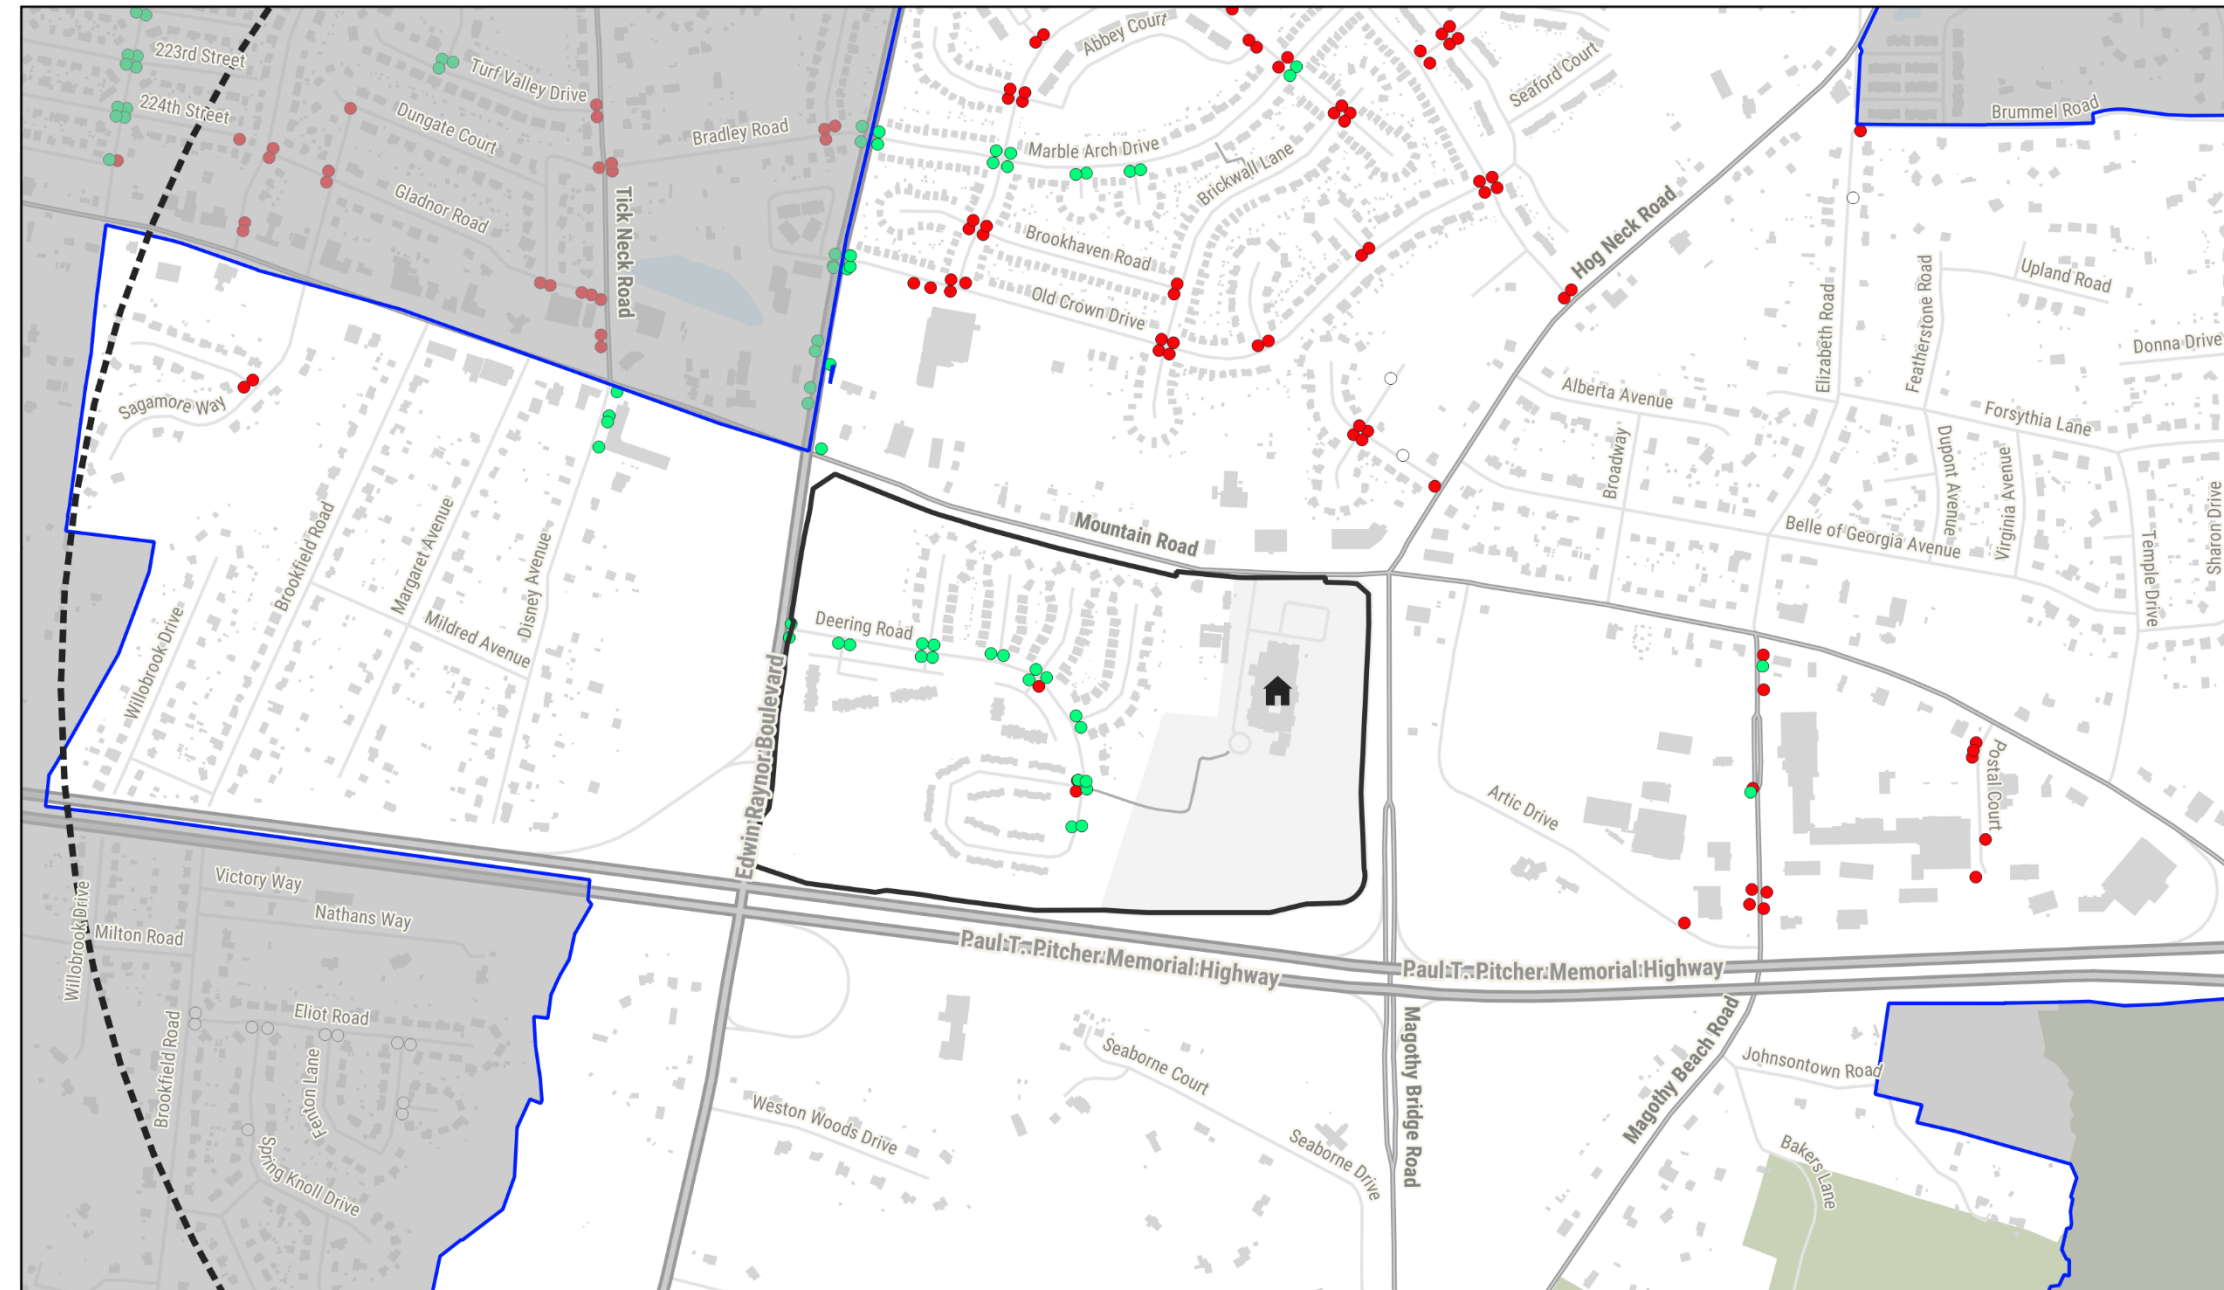 223rd Street
Turf Valley Drive
Abbey Court
Seaford Court
224th Street
Dungate Court
Bradley Road
Marble Arch Drive
Brickwall Lane
Brummel Road
Gladnor Road
Tick Neck Road
Brookhaven Road
Hog Neck Road
Old Crown Drive
Elizabeth Road
Featherstone Road
Upland Road
Donna Drive
Sagamore Way
Alberta Avenue
Broadway
Forsythia Lane
Dupont Avenue
Virginia Avenue
Sharon Drive
Brookfield Road
Margaret Avenue
Disney Avenue
Mountain Road
Belle of Georgia Avenue
Temple Drive
Willobrook Drive
Mildred Avenue
Deering Road
Edwin Raynor Boulevard
Artic Drive
Postal Court
Victory Way
Nathans Way
Willobrook Drive
Milton Road
Paul T. Pitcher Memorial Highway
Paul T. Pitcher Memorial Highway
Eliot Road
Brookfield Road
Fenton Lane
Spring Knoll Drive
Seaborne Court
Weston Woods Drive
Seaborne Drive
Magothy Bridge Road
Magothy Beach Road
Johnsontown Road
Bakers Lane